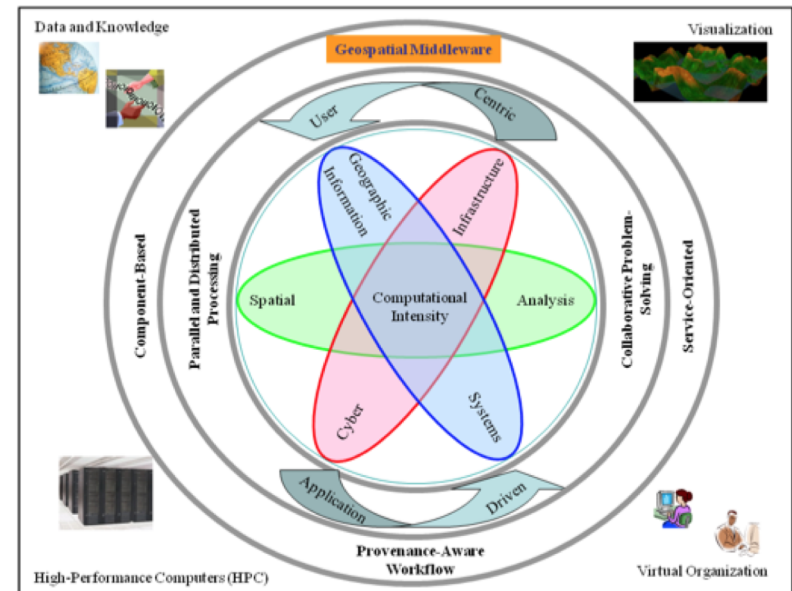 Data and Knowledge
Visualization
Geospatial Middleware
User
Centric
Geographic
Information
Infrastructure
Component-Based
Parallel and Distributed
Processing
Spatial
Computational
Intensity
Analysis
Collaborative Problem-
Solving
Service-Oriented
Cyber
Systems
Application
Driven
Provenance-Aware
Workflow
High-Performance Computers (HPC)
Virtual Organization